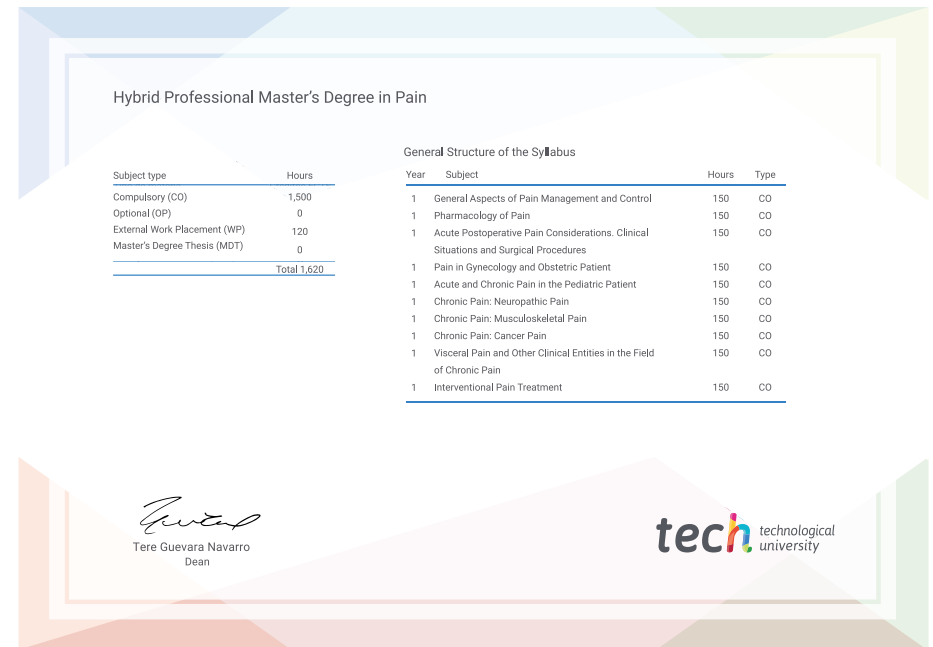 Hybrid Professional Master's Degree in Pain
General Structure of the Syllabus
Subject type Hours
Compulsory (CO) 1,500
Optional (OP) 0
External Work Placement (WP) 120
Master's Degree Thesis (MDT) 0
Total 1,620
Year Subject Hours Type
1 General Aspects of Pain Management and Control 150 CO
1 Pharmacology of Pain 150 CO
1 Acute Postoperative Pain Considerations. Clinical 150 CO
Situations and Surgical Procedures
1 Pain in Gynecology and Obstetric Patient 150 CO
1 Acute and Chronic Pain in the Pediatric Patient 150 CO
1 Chronic Pain: Neuropathic Pain 150 CO
1 Chronic Pain: Musculoskeletal Pain 150 CO
1 Chronic Pain: Cancer Pain 150 CO
1 Visceral Pain and Other Clinical Entities in the Field 150 CO
of Chronic Pain
1 Interventional Pain Treatment 150 CO
Tere Guevara Navarro
Dean
tech technological
university